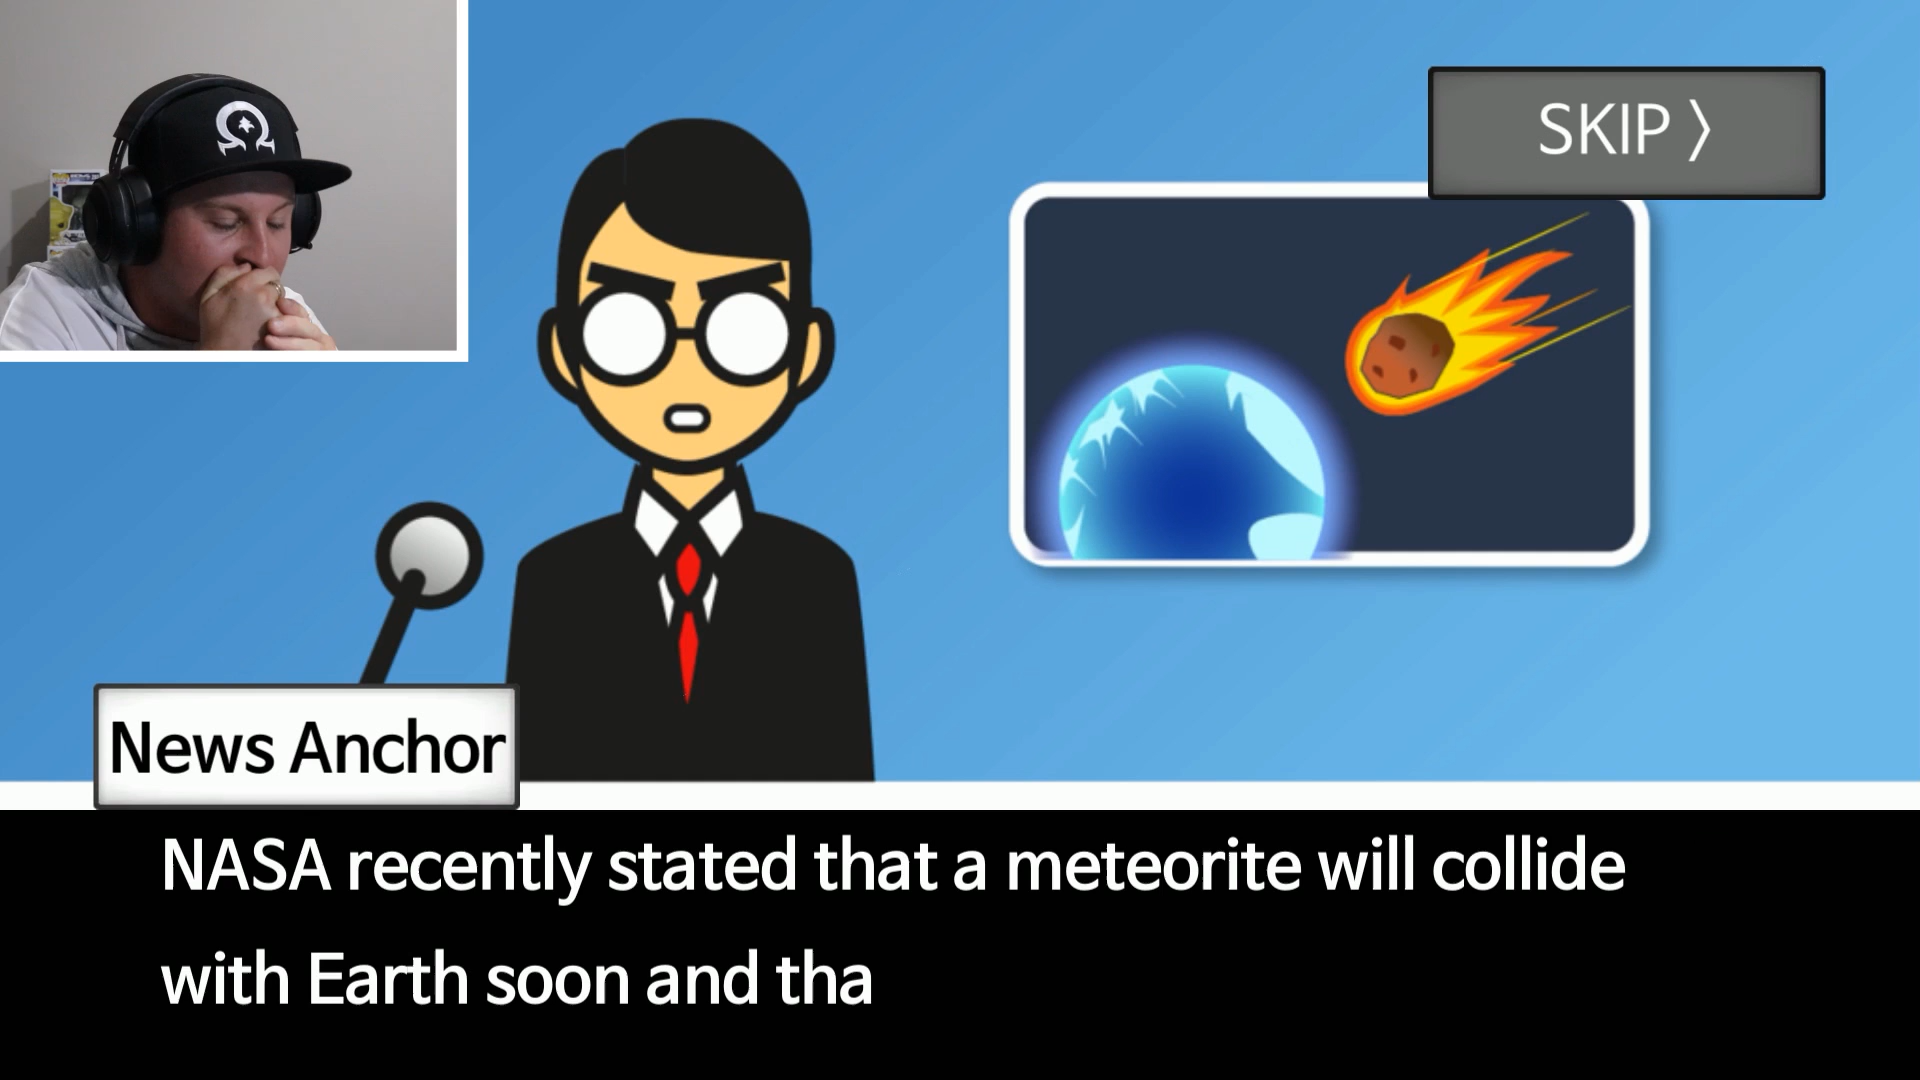 SKIP 〉
News Anchor
NASA recently stated that a meteorite will collide
with Earth soon and tha